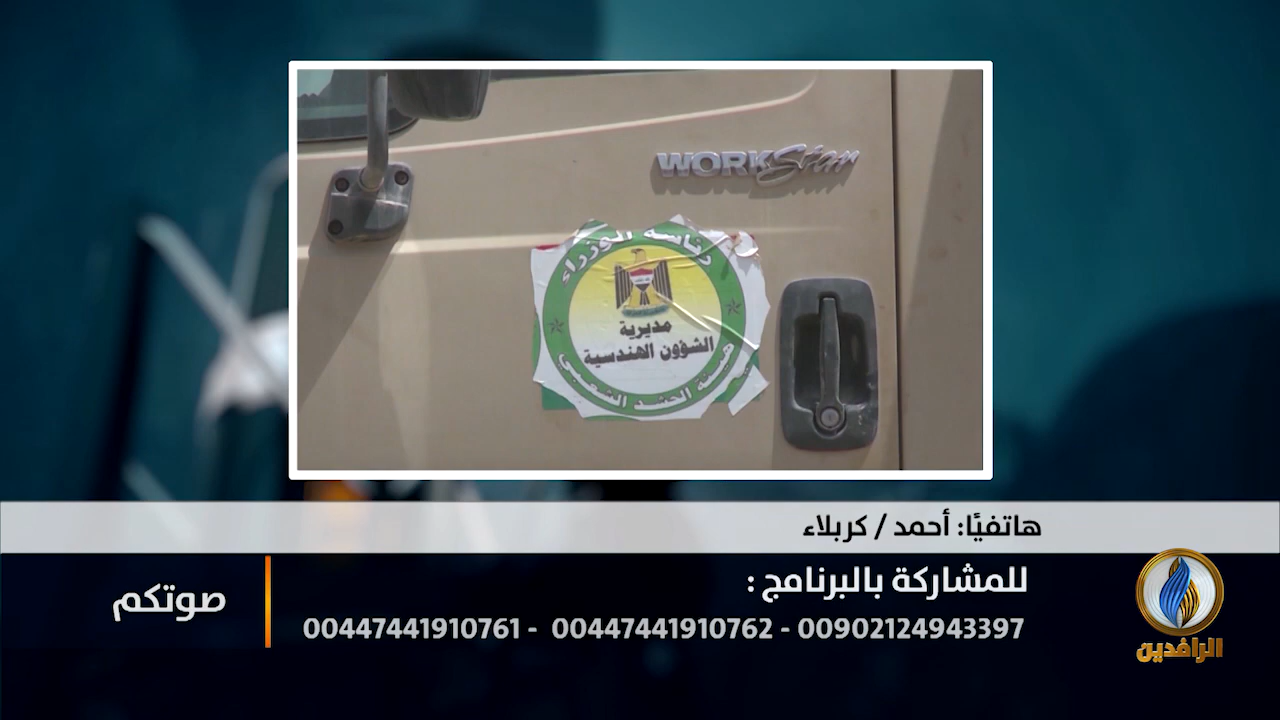 WORKStar
رئاسة الوزراء
مديرية
الشؤون الهندسية
هيئة الحشد الشعبي
هاتفيًا: أحمد / كربلاء
للمشاركة بالبرنامج :
00447441910761 - 00447441910762 - 00902124943397
صوتكم
الرافدين